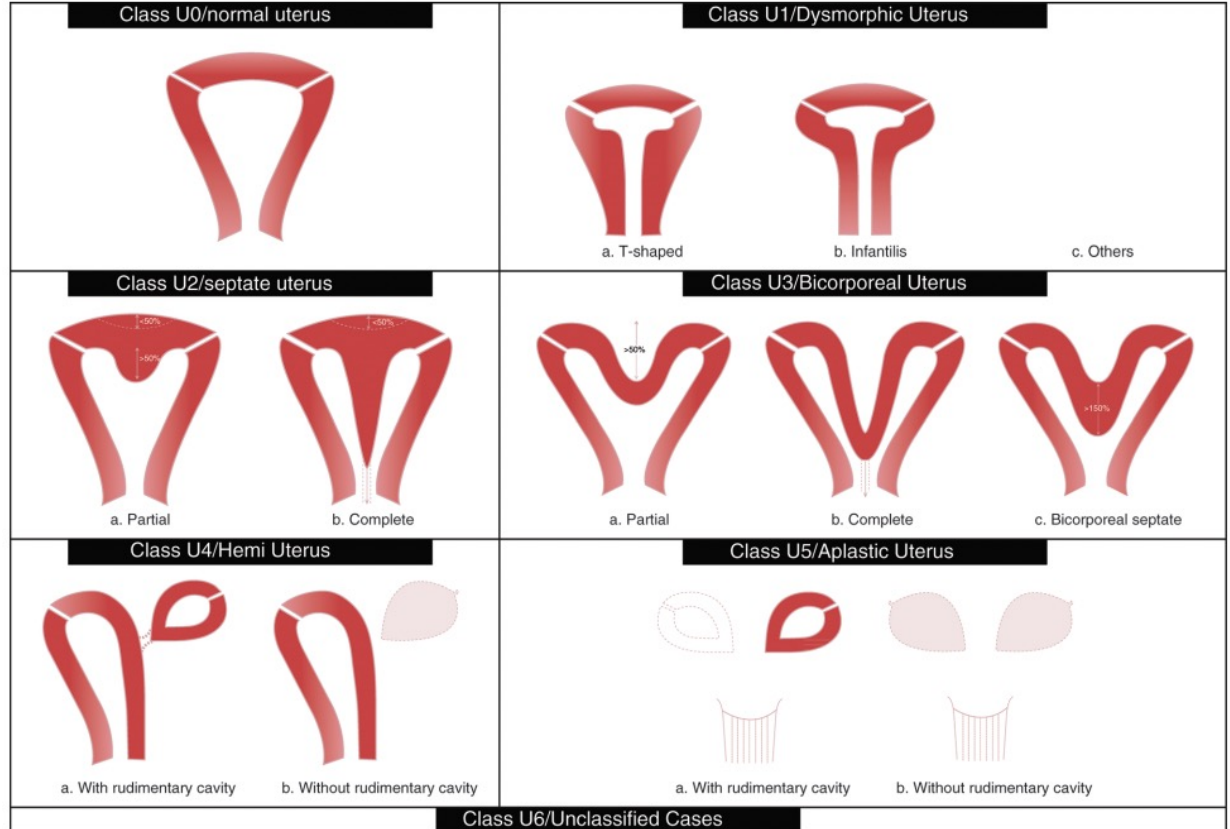 Class U0/normal uterus
Class U1/Dysmorphic Uterus
a. T-shaped
b. Infantilis
c. Others
Class U2/septate uterus
<50%
>50%
<50%
a. Partial
b. Complete
Class U3/Bicorporeal Uterus
>50%
>150%
a. Partial
b. Complete
c. Bicorporeal septate
Class U4/Hemi Uterus
a. With rudimentary cavity
b. Without rudimentary cavity
Class U5/Aplastic Uterus
a. With rudimentary cavity
b. Without rudimentary cavity
Class U6/Unclassified Cases